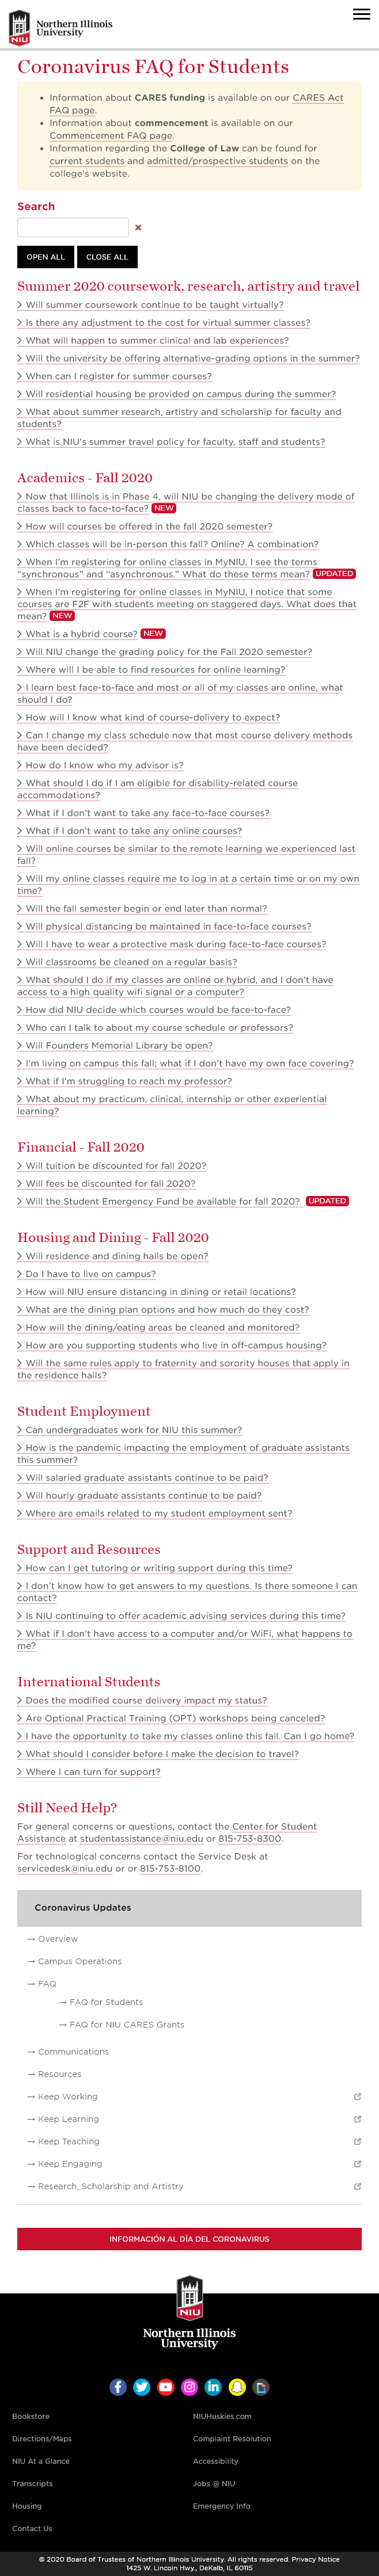 NIU
Northern Illinois
University
Coronavirus FAQ for Students
Information about CARES funding is available on our CARES Act
FAQ page.
Information about commencement is available on our
Commencement FAQ page.
Information regarding the College of Law can be found for
current students and admitted/prospective students on the
college's website.
Search
OPEN ALL CLOSE ALL
Summer 2020 coursework, research, artistry and travel
Will summer coursework continue to be taught virtually?
Is there any adjustment to the cost for virtual summer classes?
What will happen to summer clinical and lab experiences?
Will the university be offering alternative-grading options in the summer?
When can I register for summer courses?
Will residential housing be provided on campus during the summer?
What about summer research, artistry and scholarship for faculty and
students?
What is NIU's summer travel policy for faculty, staff and students?
Academics - Fall 2020
Now that Illinois is in Phase 4, will NIU be changing the delivery mode of
classes back to face-to-face? NEW
How will courses be offered in the fall 2020 semester?
Which classes will be in-person this fall? Online? A combination?
When I'm registering for online classes in MyNIU, I see the terms
“synchronous” and “asynchronous.” What do these terms mean? UPDATED
When I'm registering for online classes in MyNIU, I notice that some
courses are F2F with students meeting on staggered days. What does that
mean? NEW
What is a hybrid course? NEW
Will NIU change the grading policy for the Fall 2020 semester?
Where will I be able to find resources for online learning?
I learn best face-to-face and most or all of my classes are online, what
should I do?
How will I know what kind of course-delivery to expect?
Can I change my class schedule now that most course delivery methods
have been decided?
How do I know who my advisor is?
What should I do if I am eligible for disability-related course
accommodations?
What if I don't want to take any face-to-face courses?
What if I don't want to take any online courses?
Will online courses be similar to the remote learning we experienced last
fall?
Will my online classes require me to log in at a certain time or on my own
time?
Will the fall semester begin or end later than normal?
Will physical distancing be maintained in face-to-face courses?
Will I have to wear a protective mask during face-to-face courses?
Will classrooms be cleaned on a regular basis?
What should I do if my classes are online or hybrid, and I don't have
access to a high quality wifi signal or a computer?
How did NIU decide which courses would be face-to-face?
Who can I talk to about my course schedule or professors?
Will Founders Memorial Library be open?
I'm living on campus this fall; what if I don't have my own face covering?
What if I'm struggling to reach my professor?
What about my practicum, clinical, internship or other experiential
learning?
Financial - Fall 2020
Will tuition be discounted for fall 2020?
Will fees be discounted for fall 2020?
Will the Student Emergency Fund be available for fall 2020? UPDATED
Housing and Dining - Fall 2020
Will residence and dining halls be open?
Do I have to live on campus?
How will NIU ensure distancing in dining or retail locations?
What are the dining plan options and how much do they cost?
How will the dining/eating areas be cleaned and monitored?
How are you supporting students who live in off-campus housing?
Will the same rules apply to fraternity and sorority houses that apply in
the residence halls?
Student Employment
Can undergraduates work for NIU this summer?
How is the pandemic impacting the employment of graduate assistants
this summer?
Will salaried graduate assistants continue to be paid?
Will hourly graduate assistants continue to be paid?
Where are emails related to my student employment sent?
Support and Resources
How can I get tutoring or writing support during this time?
I don't know how to get answers to my questions. Is there someone I can
contact?
Is NIU continuing to offer academic advising services during this time?
What if I don't have access to a computer and/or WiFi, what happens to
me?
International Students
Does the modified course delivery impact my status?
Are Optional Practical Training (OPT) workshops being canceled?
I have the opportunity to take my classes online this fall. Can I go home?
What should I consider before I make the decision to travel?
Where I can turn for support?
Still Need Help?
For general concerns or questions, contact the Center for Student
Assistance at studentassistance@niu.edu or 815-753-8300.
For technological concerns contact the Service Desk at
servicedesk@niu.edu or or 815-753-8100.
Coronavirus Updates
→ Overview
→ Campus Operations
→ FAQ
→ FAQ for Students
→ FAQ for NIU CARES Grants
→ Communications
→ Resources
→ Keep Working
→ Keep Learning
→ Keep Teaching
→ Keep Engaging
→ Research, Scholarship and Artistry
INFORMACIÓN AL DÍA DEL CORONAVIRUS
NIU
Northern Illinois
University
Bookstore NIUHuskies.com
Directions/Maps Complaint Resolution
NIU At a Glance Accessibility
Transcripts Jobs @ NIU
Housing Emergency Info
Contact Us
© 2020 Board of Trustees of Northern Illinois University. All rights reserved. Privacy Notice
1425 W. Lincoln Hwy., DeKalb, IL 60115